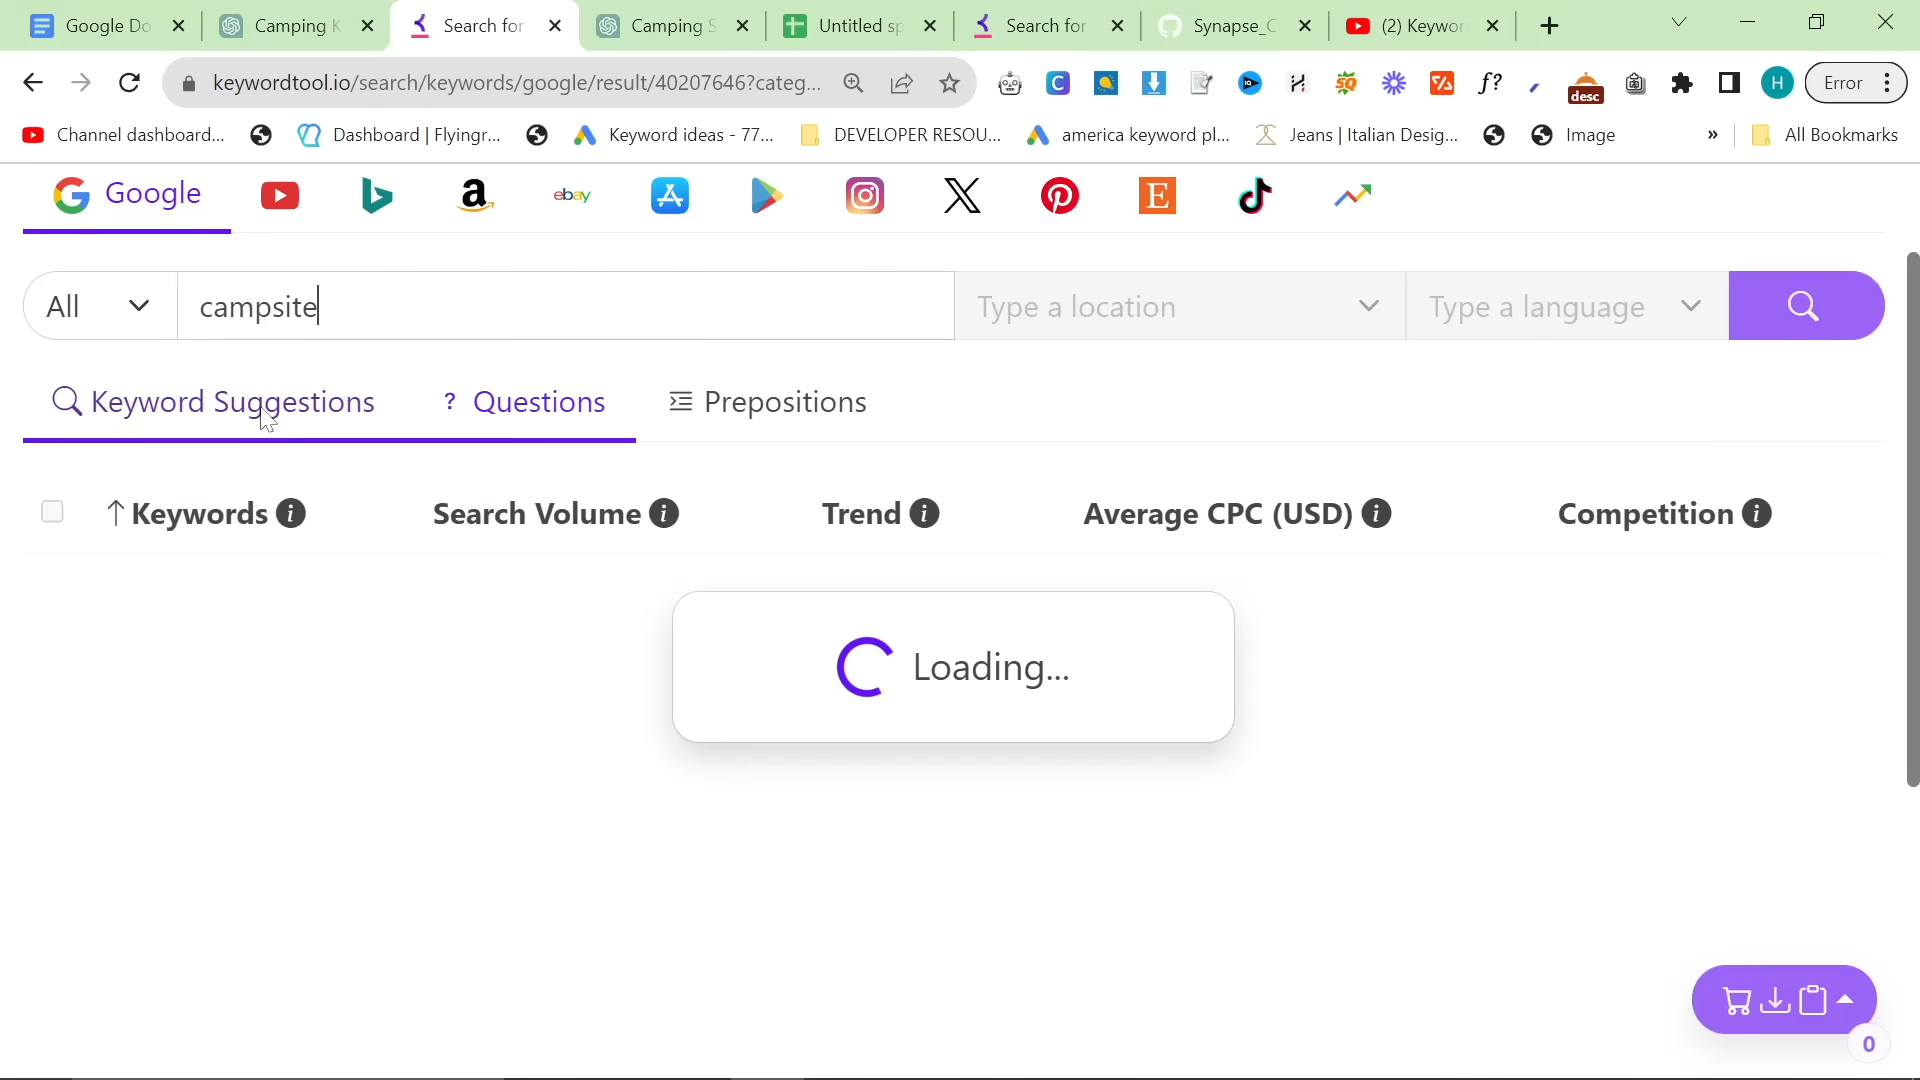 Google Do Camping K Search for Camping S Untitled sp Search for Synapse_C (2) Keywor
keywordtool.io/search/keywords/google/result/40207646?categ... desc H Error
Channel dashboard... Dashboard | Flyingr... Keyword ideas - 77... DEVELOPER RESOU... america keyword pl... Jeans | Italian Desig... Image » All Bookmarks
Google ebay
All campsite Type a location Type a language
Keyword Suggestions ? Questions Prepositions
↑ Keywords Search Volume Trend Average CPC (USD) Competition
Loading...
0